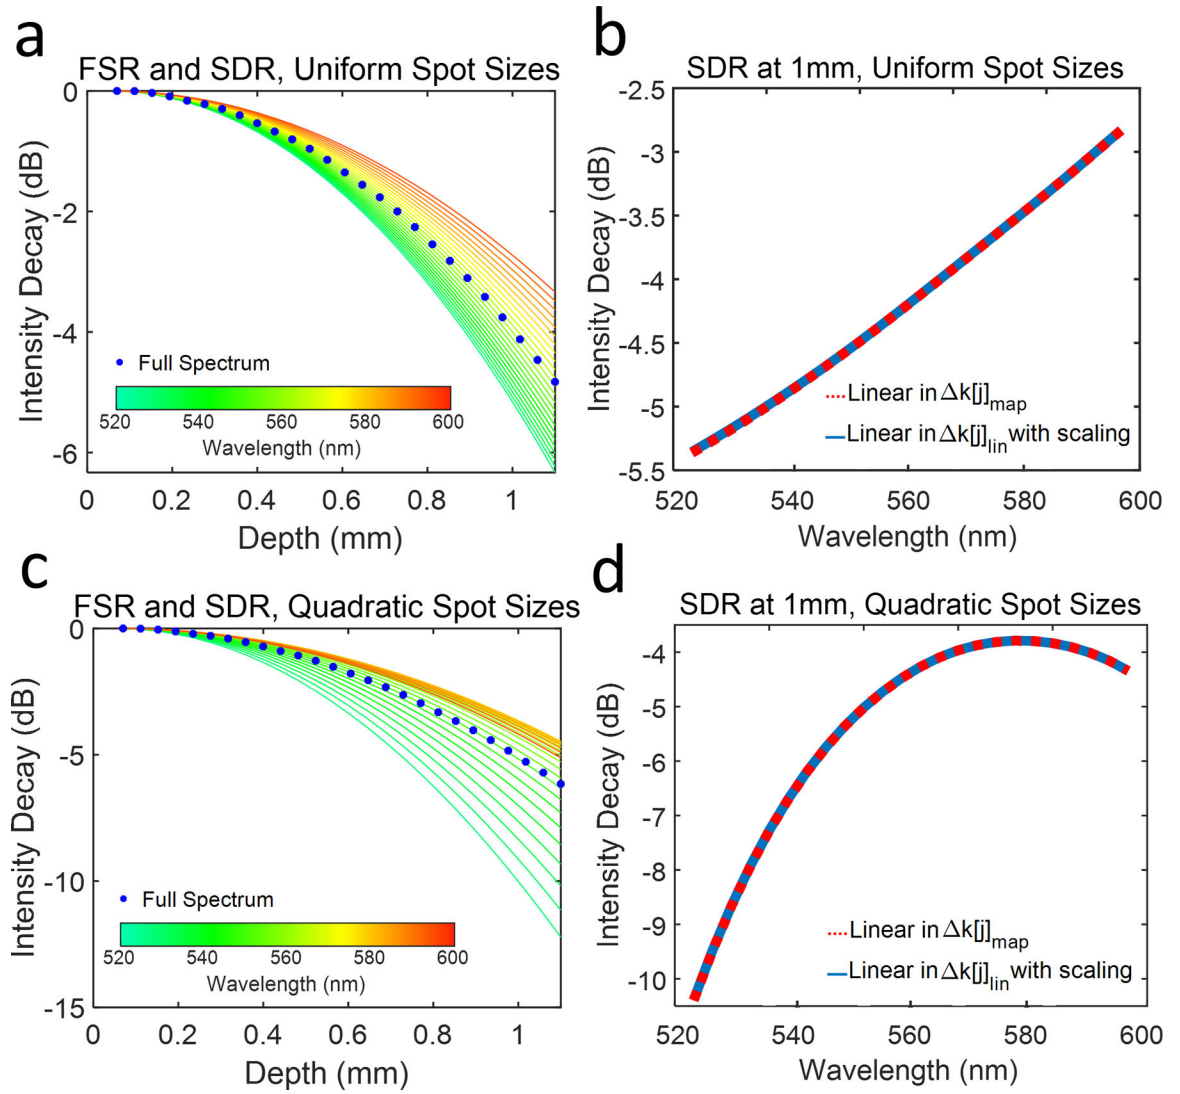 a
FSR and SDR, Uniform Spot Sizes
Intensity Decay (dB)
0
-2
-4
-6
Full Spectrum
520 540 560 580 600
Wavelength (nm)
0 0.2 0.4 0.6 0.8 1
Depth (mm)
b
SDR at 1mm, Uniform Spot Sizes
Intensity Decay (dB)
-2.5
-3
-3.5
-4
-4.5
-5
-5.5
Linear in Δk[j]map
Linear in Δk[j]lin with scaling
520 540 560 580 600
Wavelength (nm)
c
FSR and SDR, Quadratic Spot Sizes
Intensity Decay (dB)
0
-5
-10
-15
Full Spectrum
520 540 560 580 600
Wavelength (nm)
0 0.2 0.4 0.6 0.8 1
Depth (mm)
d
SDR at 1mm, Quadratic Spot Sizes
Intensity Decay (dB)
-4
-5
-6
-7
-8
-9
-10
Linear in Δk[j]map
Linear in Δk[j]lin with scaling
520 540 560 580 600
Wavelength (nm)